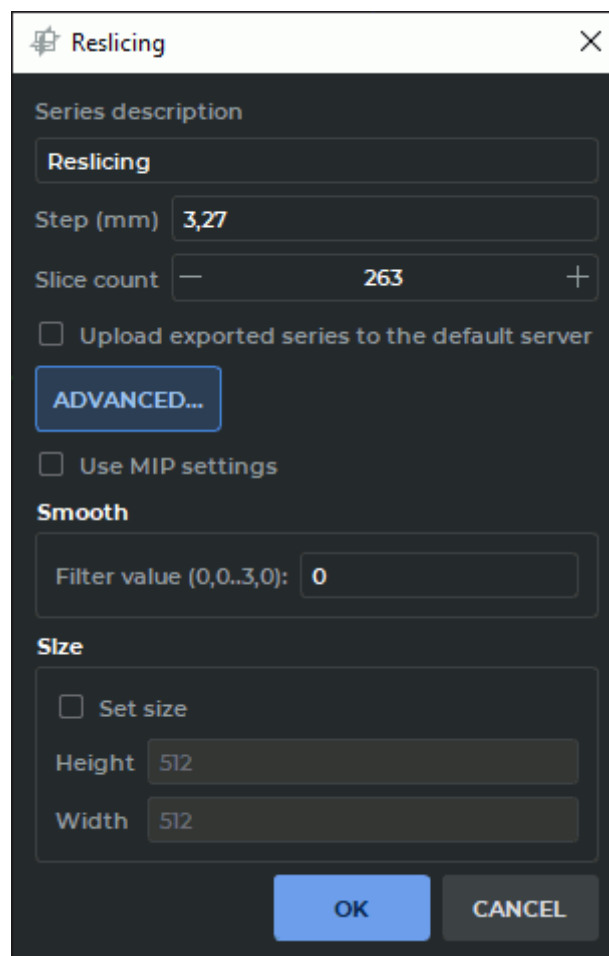 Reslicing
Series description
Reslicing
Step (mm) 3,27
Slice count 263
Upload exported series to the default server
ADVANCED...
Use MIP settings
Smooth
Filter value (0,0..3,0): 0
SIze
Set size
Height 512
Width 512
OK CANCEL